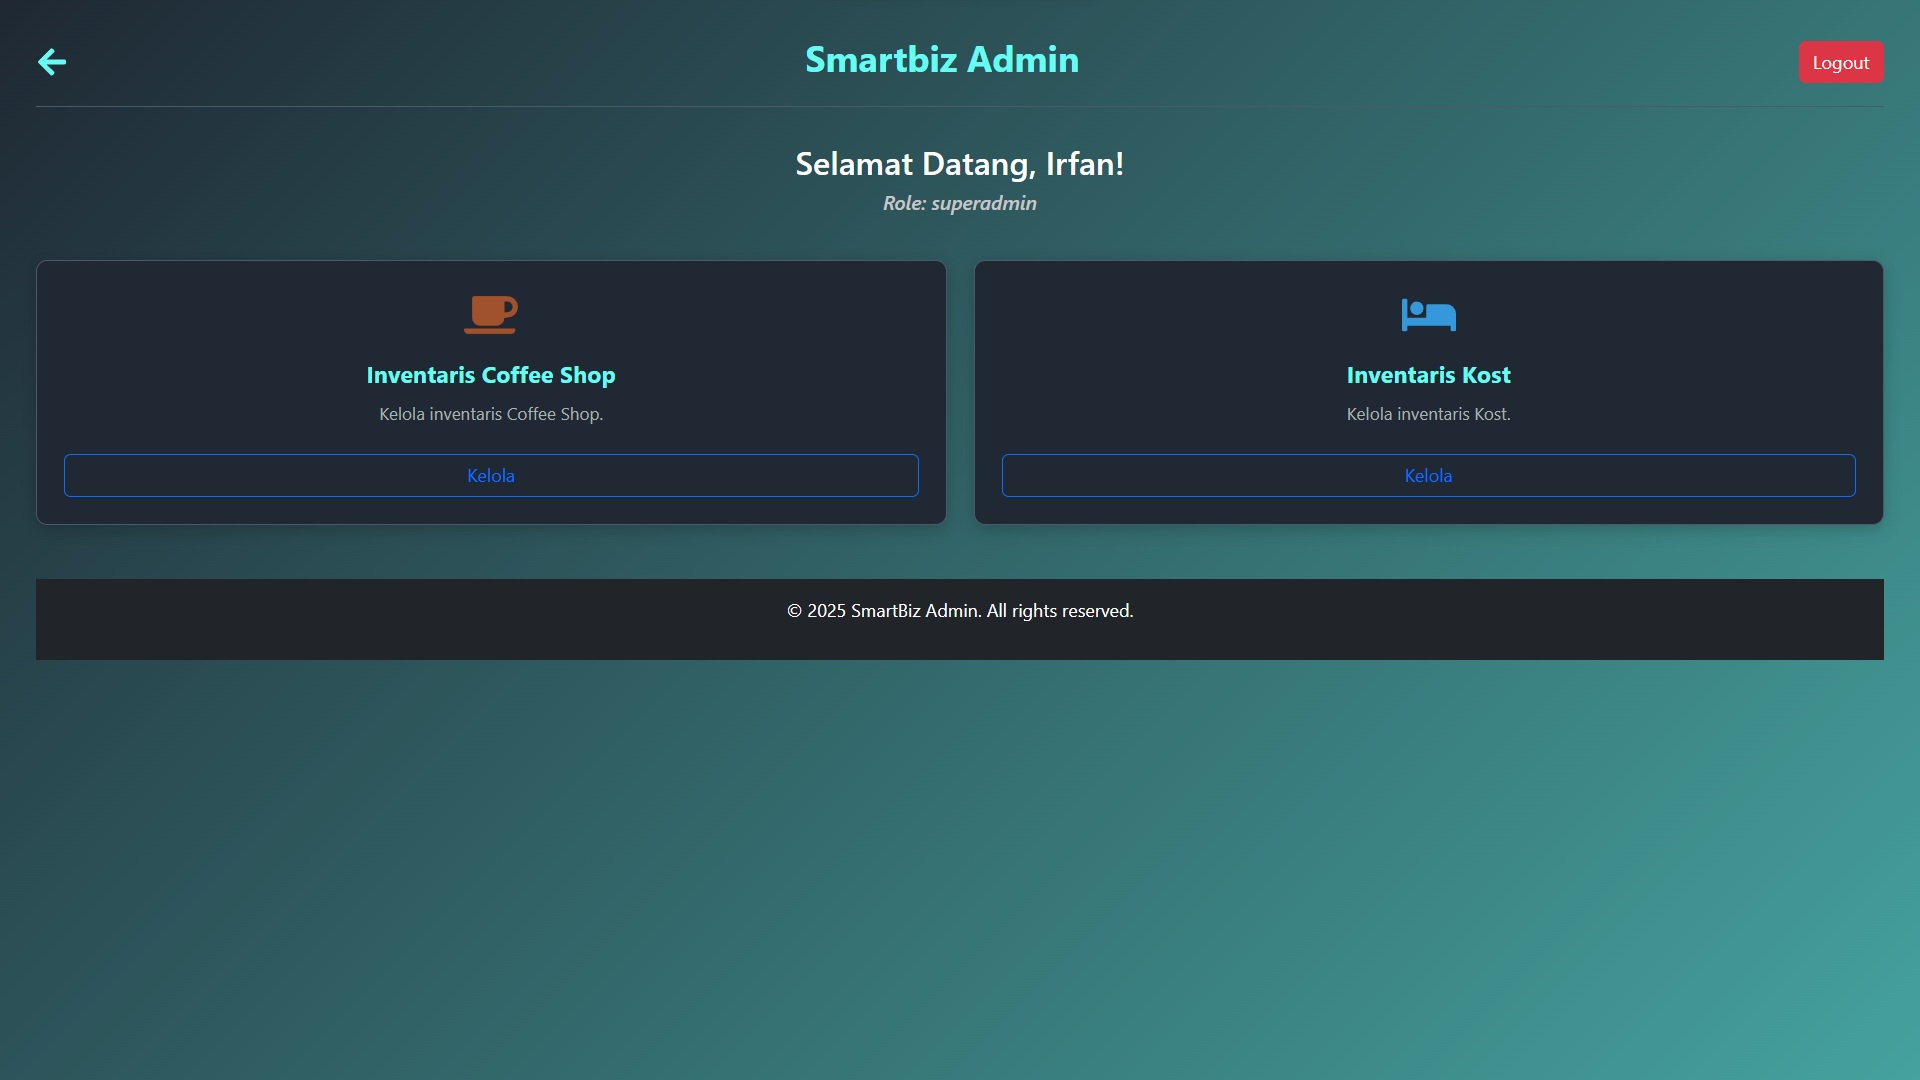 Smartbiz Admin
Logout
Selamat Datang, Irfan!
Role: superadmin
Inventaris Coffee Shop
Kelola inventaris Coffee Shop.
Kelola
Inventaris Kost
Kelola inventaris Kost.
Kelola
© 2025 SmartBiz Admin. All rights reserved.